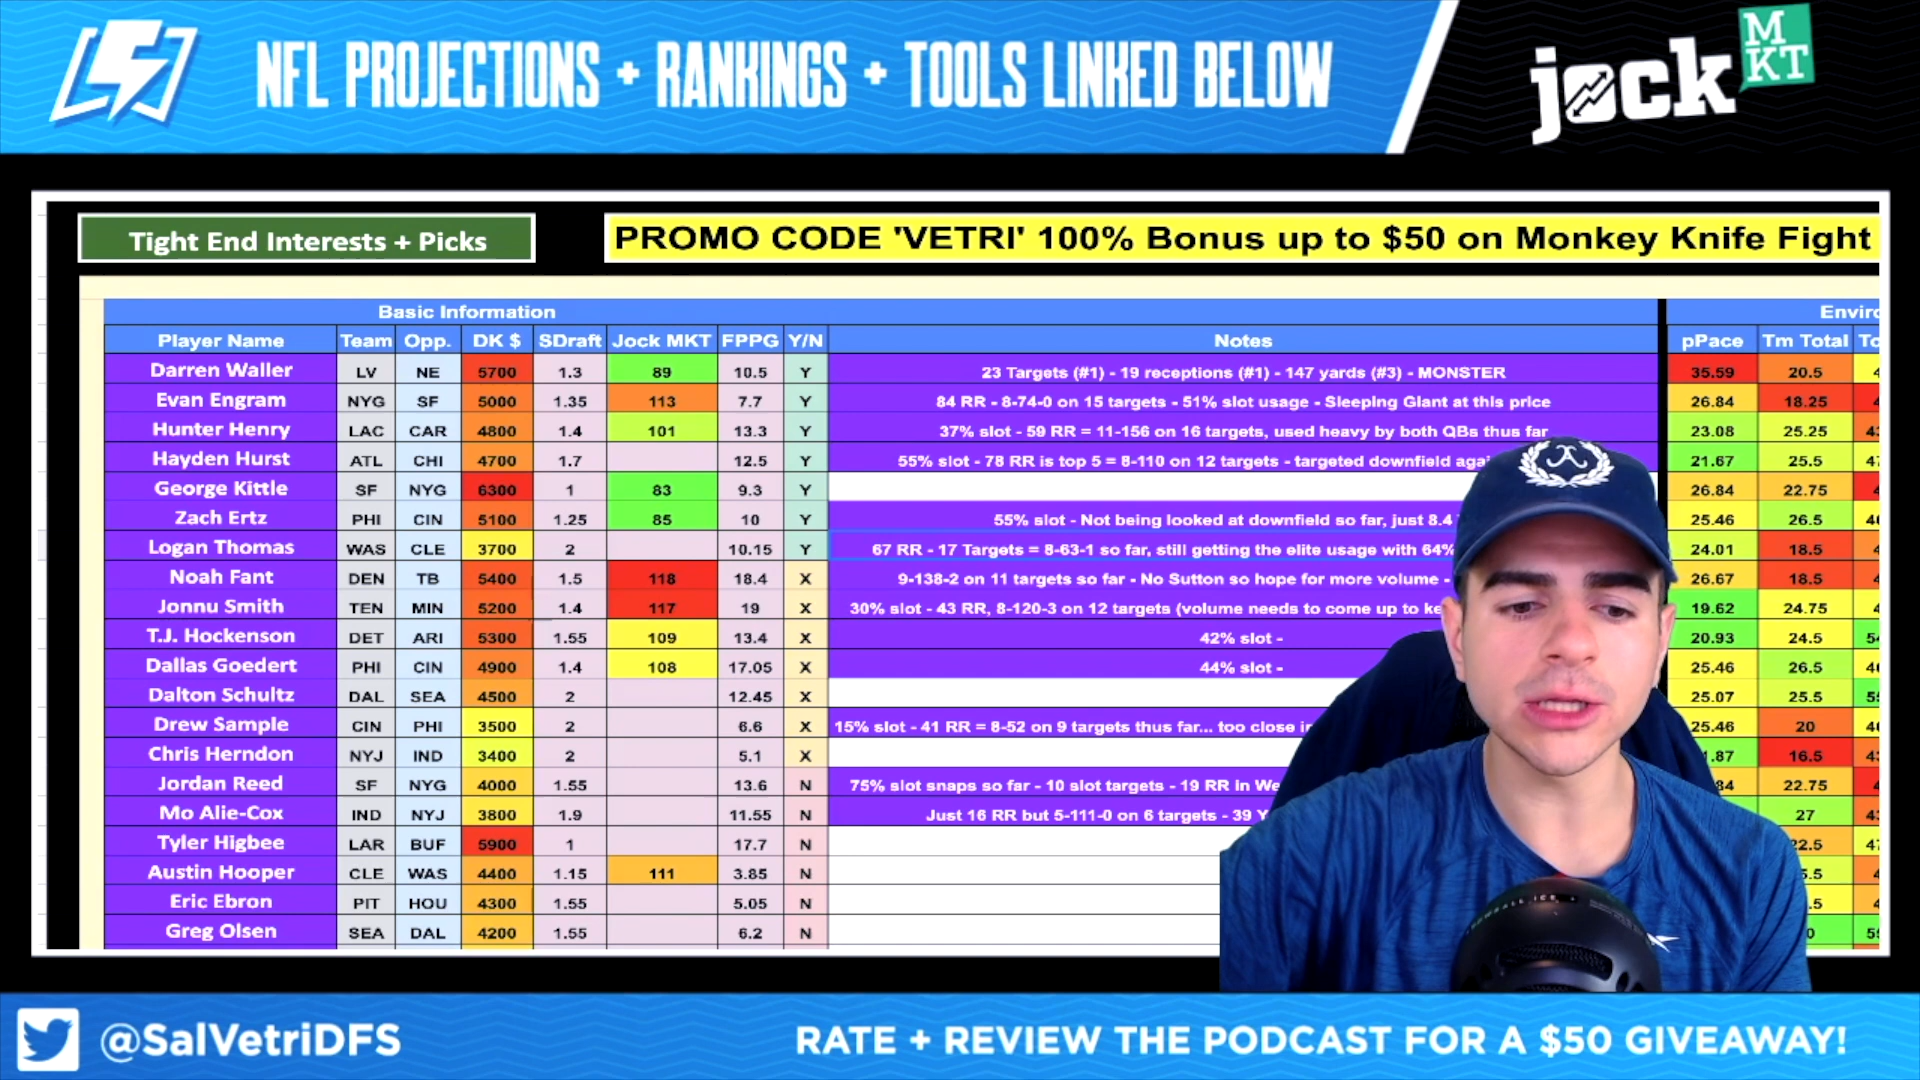 NFL PROJECTIONS + RANKINGS + TOOLS LINKED BELOW
jock MKT
Tight End Interests + Picks
PROMO CODE 'VETRI' 100% Bonus up to $50 on Monkey Knife Fight
Basic Information
Player Name Team Opp. DK $ SDraft Jock MKT FPPG Y/N Notes pPace Tm Total
Darren Waller LV NE 5700 1.3 89 10.5 Y 23 Targets (#1) - 19 receptions (#1) - 147 yards (#3) - MONSTER 35.59 20.5
Evan Engram NYG SF 5000 1.35 113 7.7 Y 84 RR - 8-74-0 on 15 targets - 51% slot usage - Sleeping Giant at this price 26.84 18.25
Hunter Henry LAC CAR 4800 1.4 101 13.3 Y 37% slot - 59 RR = 11-156 on 16 targets, used heavy by both QBs thus far 23.08 25.25
Hayden Hurst ATL CHI 4700 1.7 12.5 Y 55% slot - 78 RR is top 5 = 8-110 on 12 targets - targeted downfield 21.67 25.5
George Kittle SF NYG 6300 1 83 9.3 Y 26.84 22.75
Zach Ertz PHI CIN 5100 1.25 85 10 Y 55% slot - Not being looked at downfield so far, just 8.4 25.46 26.5
Logan Thomas WAS CLE 3700 2 10.15 Y 67 RR - 17 Targets = 8-63-1 so far, still getting the elite usage with 64% 24.01 18.5
Noah Fant DEN TB 5400 1.5 118 18.4 X 9-138-2 on 11 targets so far - No Sutton so hope for more volume - 26.67 18.5
Jonnu Smith TEN MIN 5200 1.4 117 19 X 30% slot - 43 RR, 8-120-3 on 12 targets (volume needs to come up to 19.62 24.75
T.J. Hockenson DET ARI 5300 1.55 109 13.4 X 42% slot - 20.93 24.5
Dallas Goedert PHI CIN 4900 1.4 108 17.05 X 44% slot - 25.46 26.5
Dalton Schultz DAL SEA 4500 2 12.45 X 25.07 25.5
Drew Sample CIN PHI 3500 2 6.6 X 15% slot - 41 RR = 8-52 on 9 targets thus far... too close 25.46 20
Chris Herndon NYJ IND 3400 2 5.1 X 16.5
Jordan Reed SF NYG 4000 1.55 13.6 N 75% slot snaps so far - 10 slot targets - 19 RR in 22.75
Mo Alie-Cox IND NYJ 3800 1.9 11.55 N Just 16 RR but 5-111-0 on 6 targets - 39 27
Tyler Higbee LAR BUF 5900 1 17.7 N
Austin Hooper CLE WAS 4400 1.15 111 3.85 N
Eric Ebron PIT HOU 4300 1.55 5.05 N
Greg Olsen SEA DAL 4200 1.55 6.2 N
@SalVetriDFS
RATE + REVIEW THE PODCAST FOR A $50 GIVEAWAY!